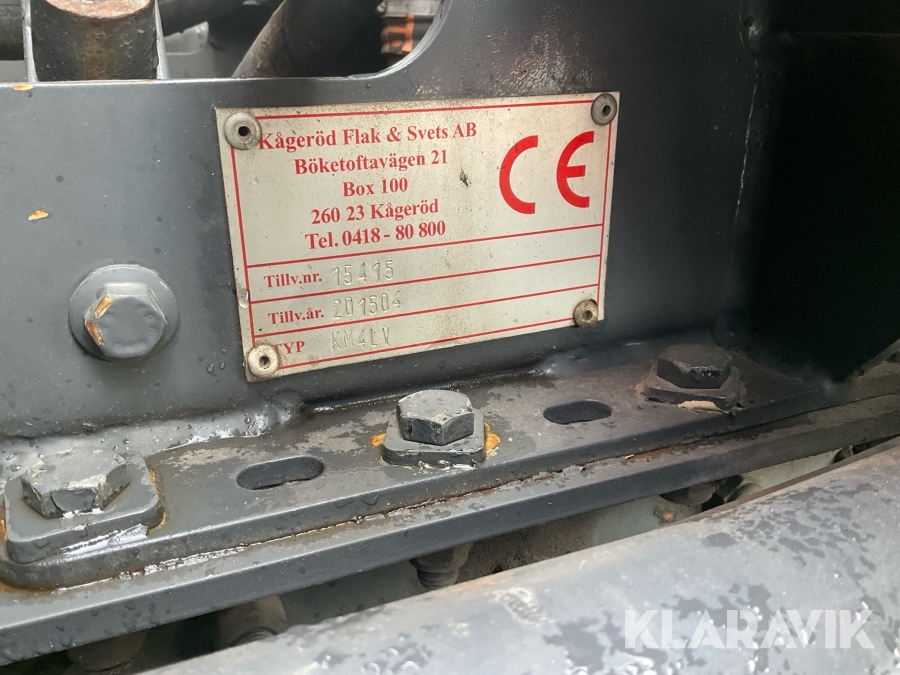 Kågeröd Flak & Svets AB
Böketoftavägen 21
Box 100
260 23 Kågeröd
Tel. 0418 - 80 800
CE
Tillv.nr. 15415
Tillv.år. 201504
TYP KM4LV
KLARAVIK